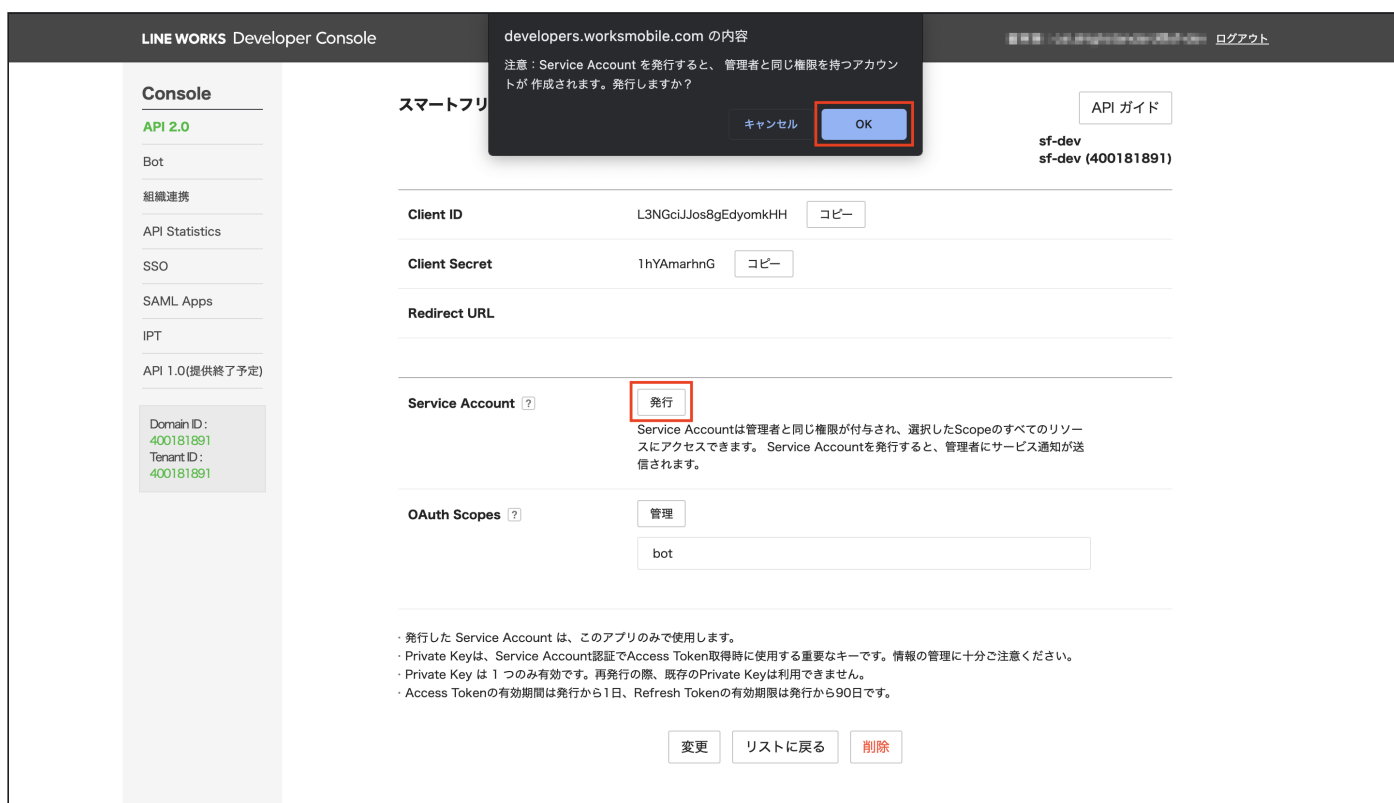 LINE WORKS Developer Console
ログアウト
developers.worksmobile.com の内容
注意：Service Account を発行すると、 管理者と同じ権限を持つアカウン
トが 作成されます。発行しますか？
キャンセル
OK
Console
API 2.0
Bot
組織連携
API Statistics
SSO
SAML Apps
IPT
API 1.0(提供終了予定)
Domain ID :
400181891
Tenant ID :
400181891
スマートフリ
API ガイド
sf-dev
sf-dev (400181891)
Client ID L3NGciJJos8gEdyomkHH コピー
Client Secret 1hYAmarhnG コピー
Redirect URL
Service Account ? 発行
Service Accountは管理者と同じ権限が付与され、選択したScopeのすべてのリソー
スにアクセスできます。 Service Accountを発行すると、管理者にサービス通知が送
信されます。
OAuth Scopes ? 管理
bot
· 発行した Service Account は、このアプリのみで使用します。
· Private Keyは、Service Account認証でAccess Token取得時に使用する重要なキーです。情報の管理に十分ご注意ください。
· Private Key は 1 つのみ有効です。再発行の際、既存のPrivate Keyは利用できません。
· Access Tokenの有効期間は発行から1日、Refresh Tokenの有効期限は発行から90日です。
変更 リストに戻る 削除